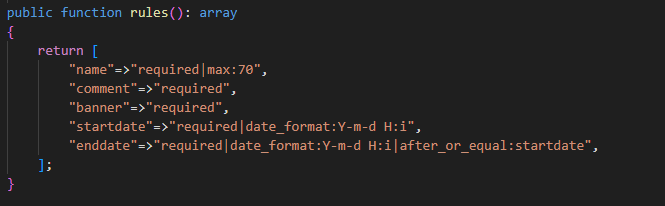 public function rules(): array
{
    return [
        "name"=>"required|max:70",
        "comment"=>"required",
        "banner"=>"required",
        "startdate"=>"required|date_format:Y-m-d H:i",
        "enddate"=>"required|date_format:Y-m-d H:i|after_or_equal:startdate",
    ];
}